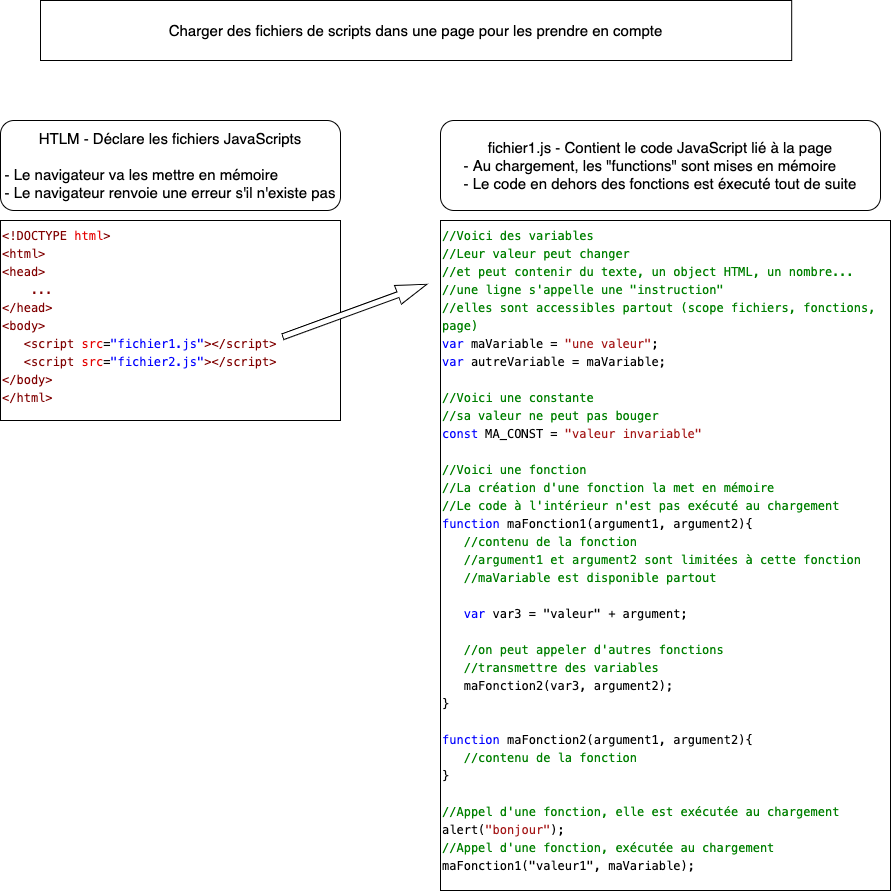 Charger des fichiers de scripts dans une page pour les prendre en compte
HTLM - Déclare les fichiers JavaScripts
- Le navigateur va les mettre en mémoire
- Le navigateur renvoie une erreur s'il n'existe pas
<!DOCTYPE html>
<html>
<head>
    ...
</head>
<body>
   <script src="fichier1.js"></script>
   <script src="fichier2.js"></script>
</body>
</html>
fichier1.js - Contient le code JavaScript lié à la page
- Au chargement, les "functions" sont mises en mémoire
- Le code en dehors des fonctions est éxecuté tout de suite
//Voici des variables
//Leur valeur peut changer
//et peut contenir du texte, un object HTML, un nombre...
//une ligne s'appelle une "instruction"
//elles sont accessibles partout (scope fichiers, fonctions,
page)
var maVariable = "une valeur";
var autreVariable = maVariable;
//Voici une constante
//sa valeur ne peut pas bouger
const MA_CONST = "valeur invariable"
//Voici une fonction
//La création d'une fonction la met en mémoire
//Le code à l'intérieur n'est pas exécuté au chargement
function maFonction1(argument1, argument2){
   //contenu de la fonction
   //argument1 et argument2 sont limitées à cette fonction
   //maVariable est disponible partout
   var var3 = "valeur" + argument;
   //on peut appeler d'autres fonctions
   //transmettre des variables
   maFonction2(var3, argument2);
}
function maFonction2(argument1, argument2){
   //contenu de la fonction
}
//Appel d'une fonction, elle est exécutée au chargement
alert("bonjour");
//Appel d'une fonction, exécutée au chargement
maFonction1("valeur1", maVariable);